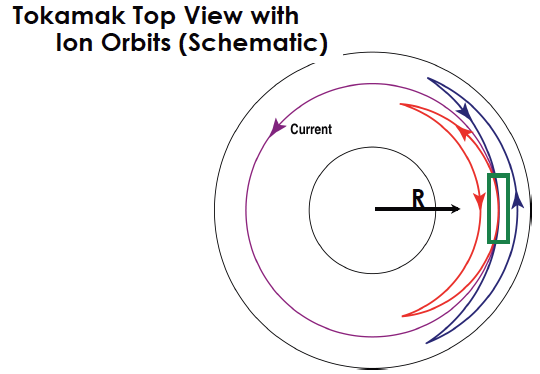 Tokamak Top View with
Ion Orbits (Schematic)
Current
R